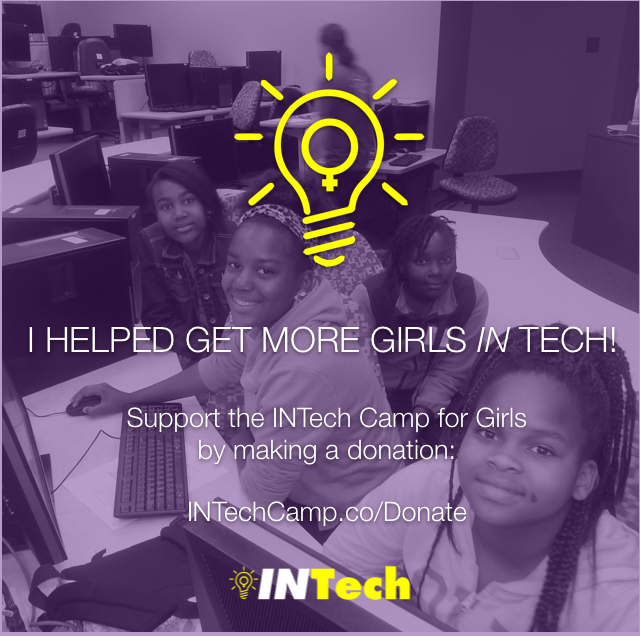 I HELPED GET MORE GIRLS IN TECH!
Support the INTech Camp for Girls
by making a donation:
INTechCamp.co/Donate
INTech